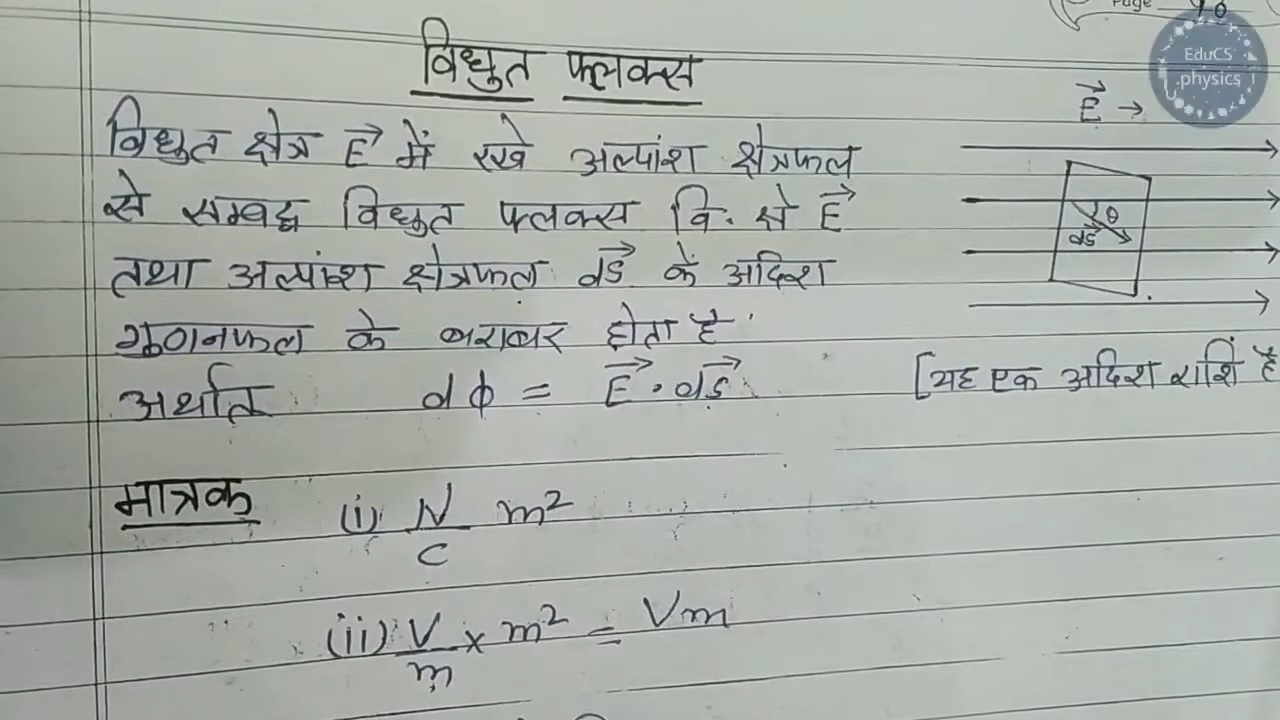 Page 40
EduCS
physics
विधुत फ्लक्स
E→ →
विधुत क्षेत्र E→ में रखे अल्पांश क्षेत्रफल
से सम्बद्ध विधुत फ्लक्स वि. क्षे E→
तथा अल्पांश क्षेत्रफल ds→ के अदिश
गुणनफल के बराबर होता है
θ
ds→
अर्थात dϕ = E→ · ds→
[यह एक अदिश राशि है
मात्रक (i) N/C m²
(ii) V/m × m² = Vm